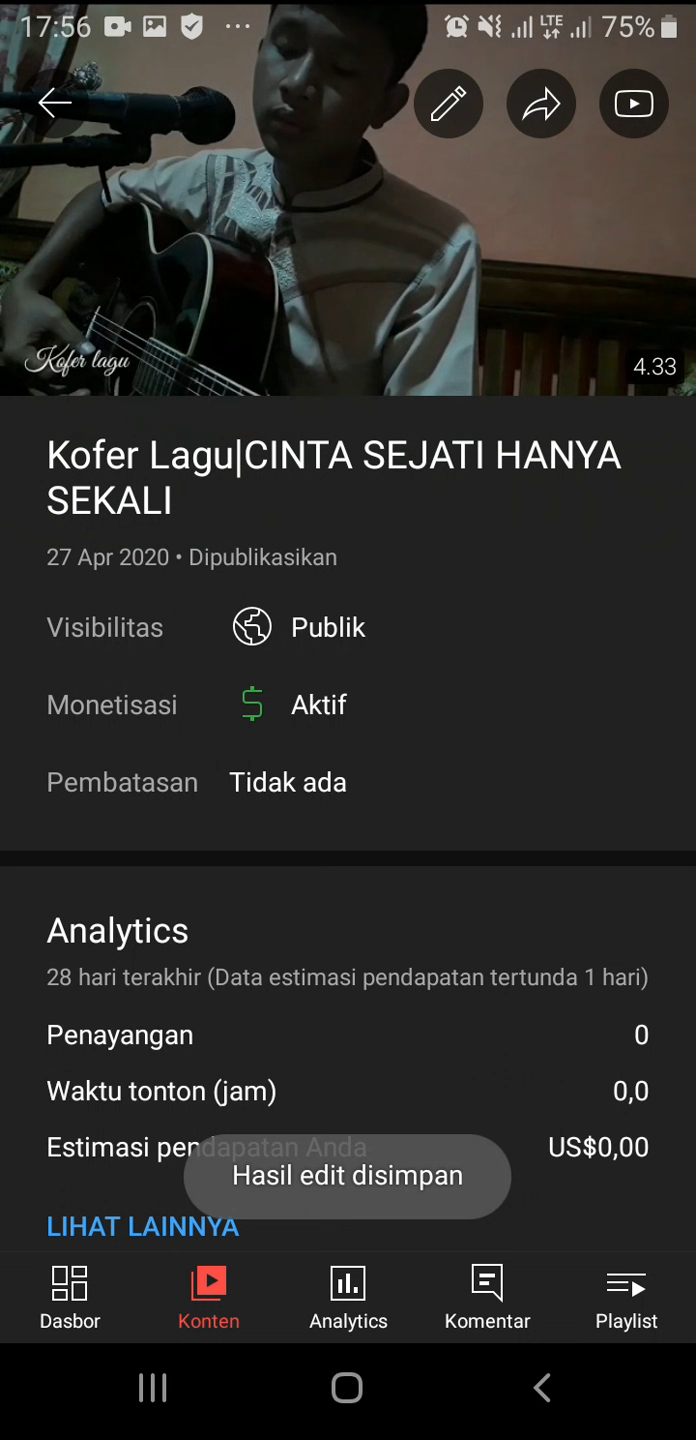 17:56
LTE
75%
Kofer lagu
4.33
Kofer Lagu|CINTA SEJATI HANYA
SEKALI
27 Apr 2020 • Dipublikasikan
Visibilitas Publik
Monetisasi Aktif
Pembatasan Tidak ada
Analytics
28 hari terakhir (Data estimasi pendapatan tertunda 1 hari)
Penayangan 0
Waktu tonton (jam) 0,0
Estimasi pendapatan Anda US$0,00
Hasil edit disimpan
LIHAT LAINNYA
Dasbor Konten Analytics Komentar Playlist